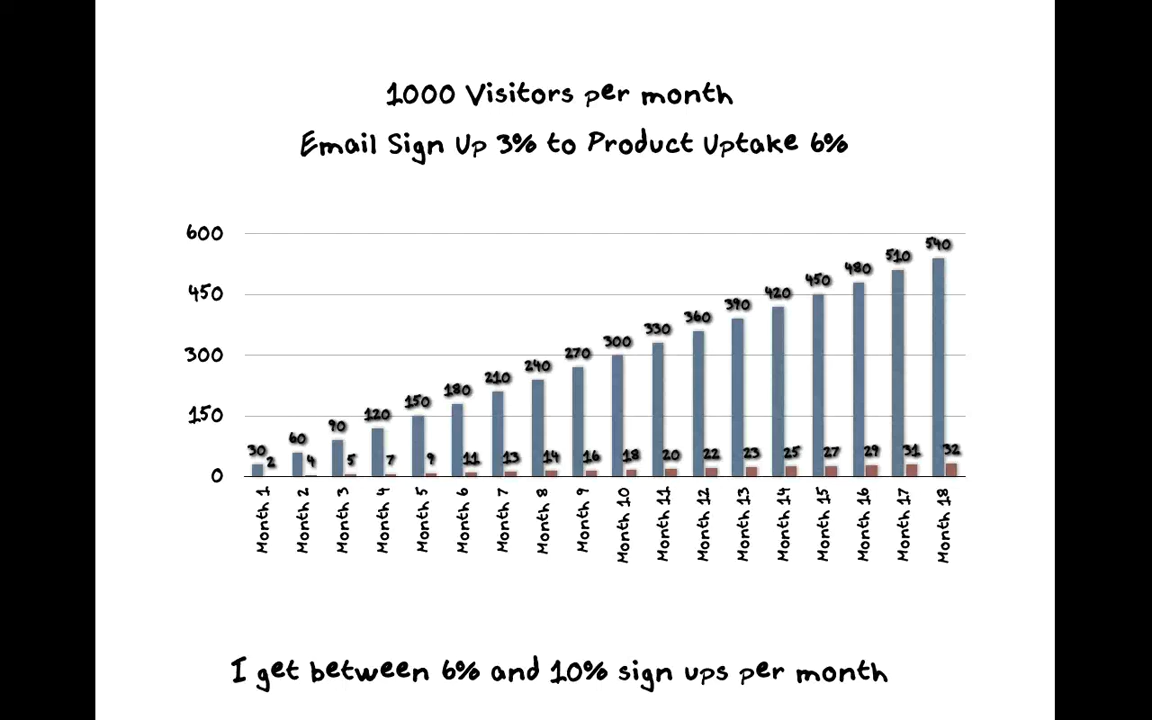 1000 Visitors per month
Email Sign Up 3% to Product Uptake 6%
600
450
300
150
0
30 60 90 120 150 180 210 240 270 300 330 360 390 420 450 480 510 540
2 4 5 7 9 11 13 14 16 18 20 22 23 25 27 29 31 32
Month 1
Month 2
Month 3
Month 4
Month 5
Month 6
Month 7
Month 8
Month 9
Month 10
Month 11
Month 12
Month 13
Month 14
Month 15
Month 16
Month 17
Month 18
I get between 6% and 10% sign ups per month